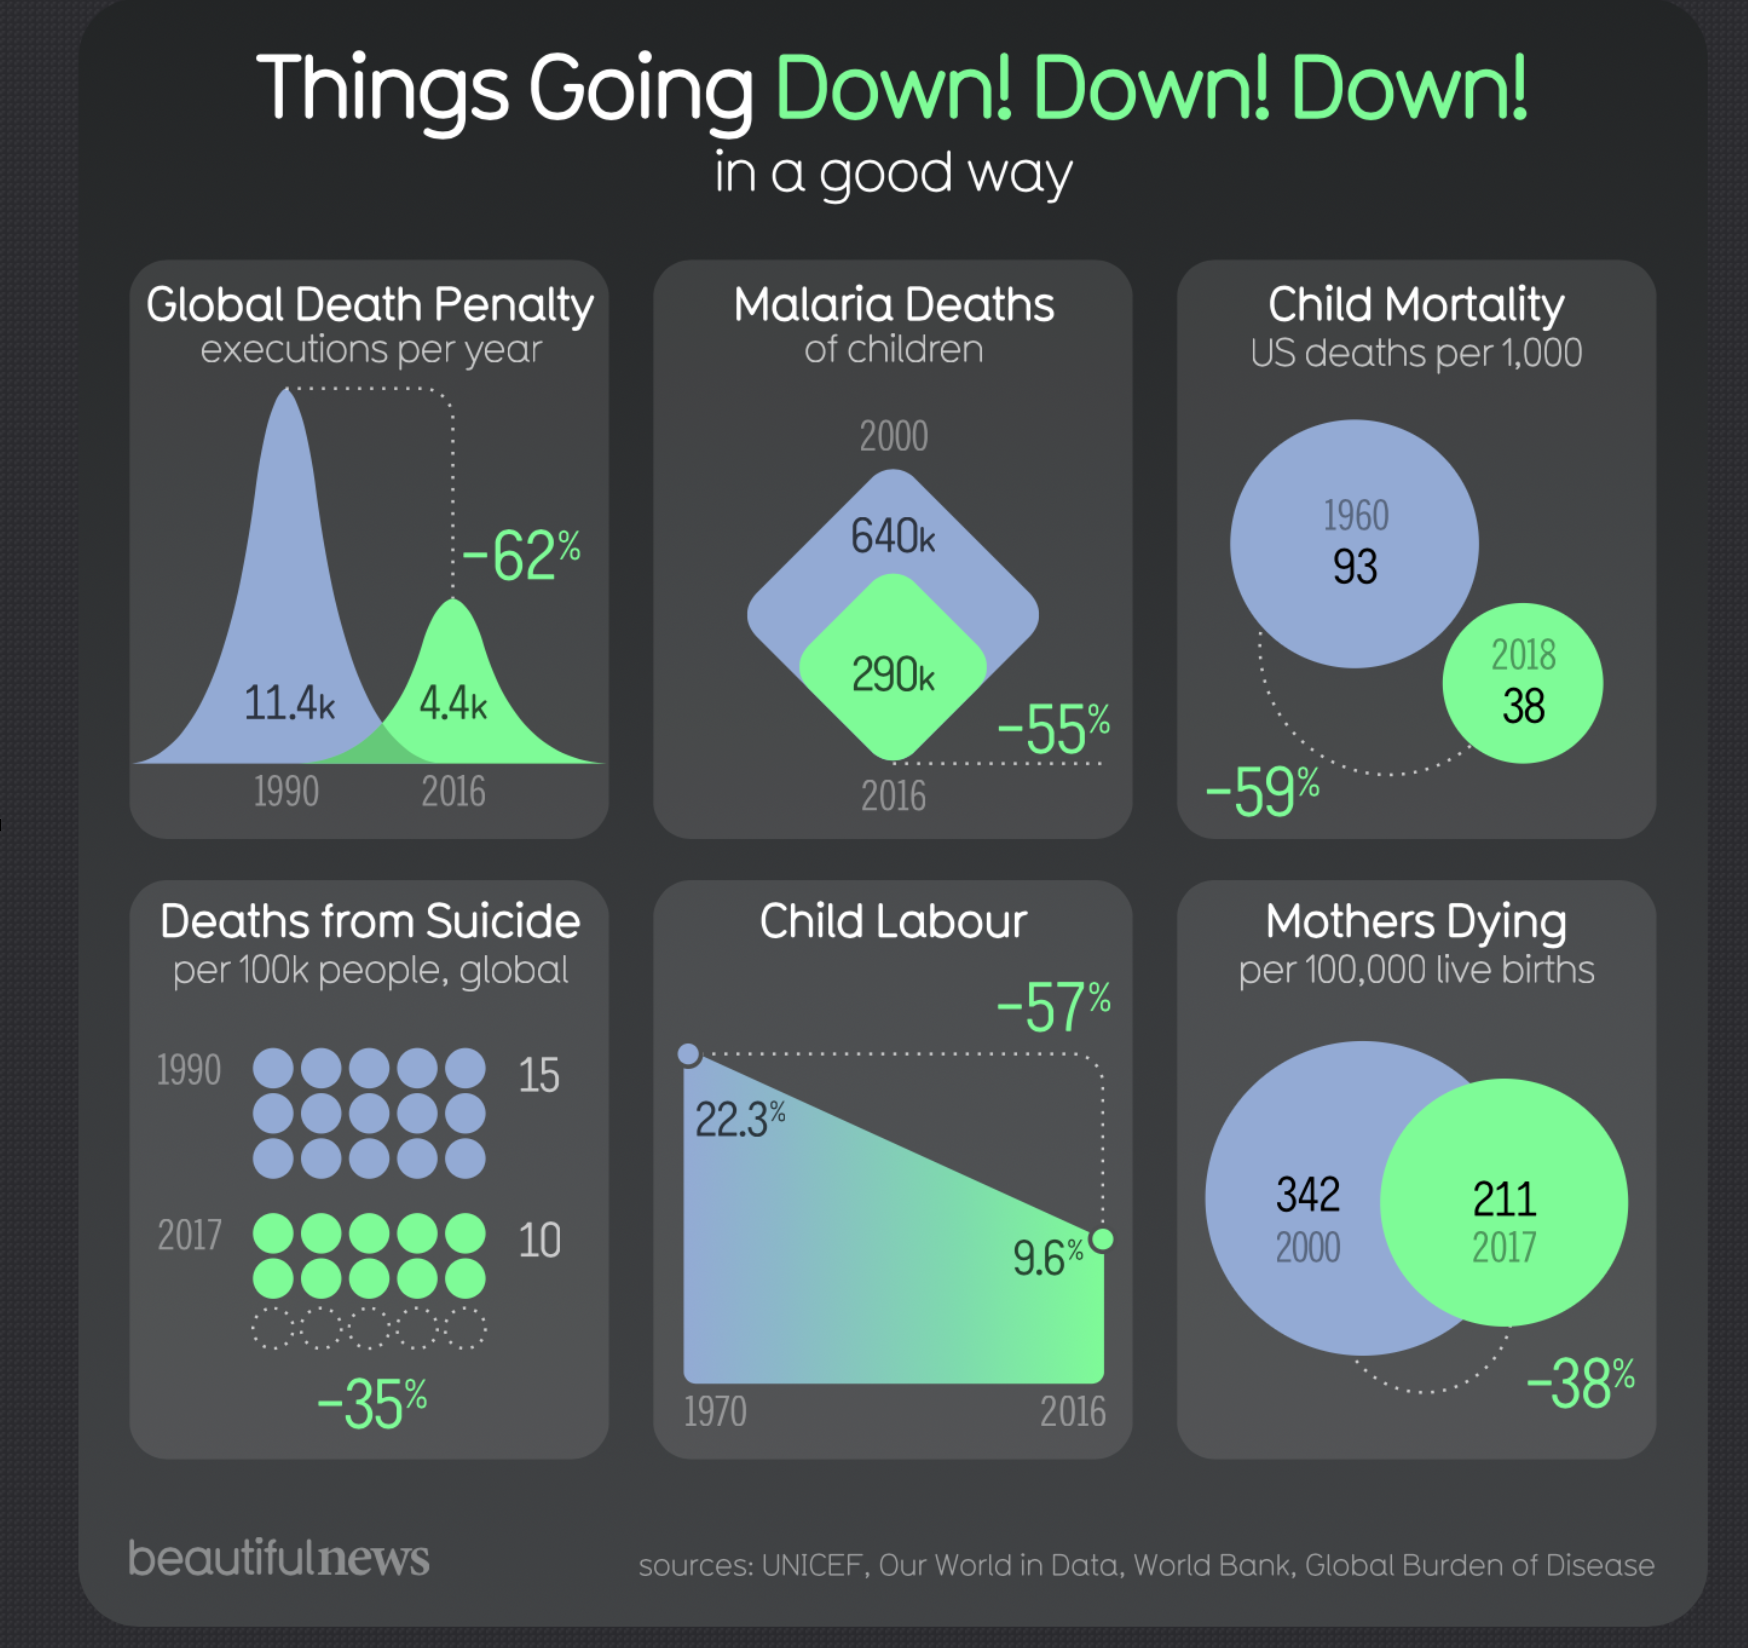 Things Going Down! Down! Down!
in a good way
Global Death Penalty
executions per year
-62%
11.4k
4.4k
1990
2016
Malaria Deaths
of children
2000
640k
290k
-55%
2016
Child Mortality
US deaths per 1,000
1960
93
2018
38
-59%
Deaths from Suicide
per 100k people, global
1990
15
2017
10
-35%
Child Labour
-57%
22.3%
9.6%
1970
2016
Mothers Dying
per 100,000 live births
342
2000
211
2017
-38%
beautifulnews
sources: UNICEF, Our World in Data, World Bank, Global Burden of Disease